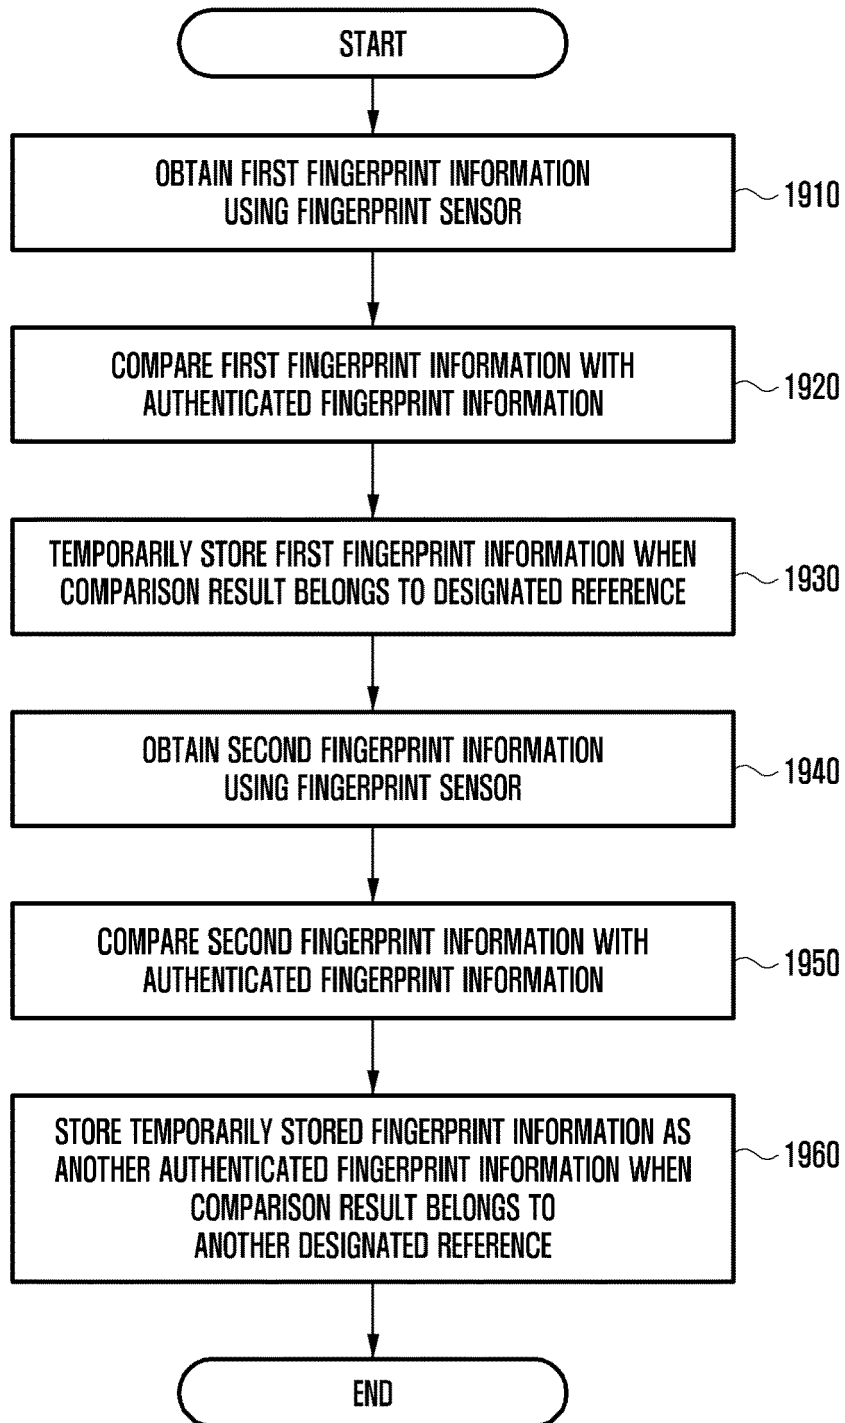 START
OBTAIN FIRST FINGERPRINT INFORMATION
USING FINGERPRINT SENSOR
1910
COMPARE FIRST FINGERPRINT INFORMATION WITH
AUTHENTICATED FINGERPRINT INFORMATION
1920
TEMPORARILY STORE FIRST FINGERPRINT INFORMATION WHEN
COMPARISON RESULT BELONGS TO DESIGNATED REFERENCE
1930
OBTAIN SECOND FINGERPRINT INFORMATION
USING FINGERPRINT SENSOR
1940
COMPARE SECOND FINGERPRINT INFORMATION WITH
AUTHENTICATED FINGERPRINT INFORMATION
1950
STORE TEMPORARILY STORED FINGERPRINT INFORMATION AS
ANOTHER AUTHENTICATED FINGERPRINT INFORMATION WHEN
COMPARISON RESULT BELONGS TO
ANOTHER DESIGNATED REFERENCE
1960
END